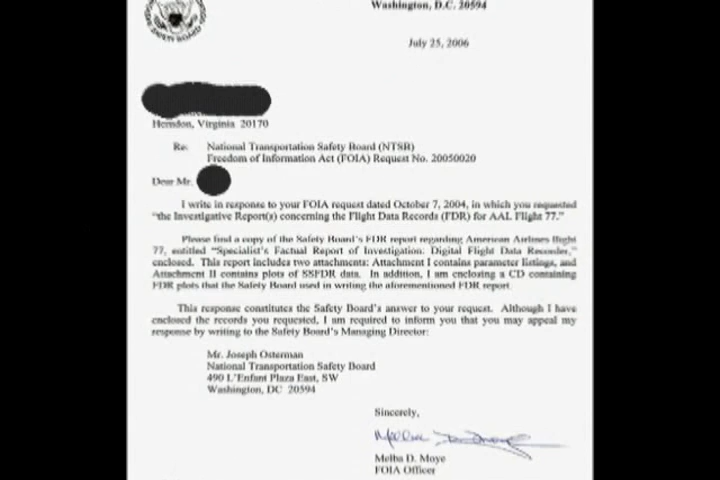 SAFETY BOARD
Washington, D.C. 20594
July 25, 2006
Herndon, Virginia 20170
Re: National Transportation Safety Board (NTSB)
Freedom of Information Act (FOIA) Request No. 20050020
Dear Mr.
I write in response to your FOIA request dated October 7, 2004, in which you requested
"the Investigative Report(s) concerning the Flight Data Records (FDR) for AAL Flight 77."
Please find a copy of the Safety Board's FDR report regarding American Airlines flight
77, entitled "Specialist's Factual Report of Investigation: Digital Flight Data Recorder,"
enclosed. This report includes two attachments: Attachment I contains parameter listings, and
Attachment II contains plots of SSFDR data. In addition, I am enclosing a CD containing
FDR plots that the Safety Board used in writing the aforementioned FDR report.
This response constitutes the Safety Board's answer to your request. Although I have
enclosed the records you requested, I am required to inform you that you may appeal my
response by writing to the Safety Board's Managing Director:
Mr. Joseph Osterman
National Transportation Safety Board
490 L'Enfant Plaza East, SW
Washington, DC 20594
Sincerely,
Melba D. Moye
Melba D. Moye
FOIA Officer